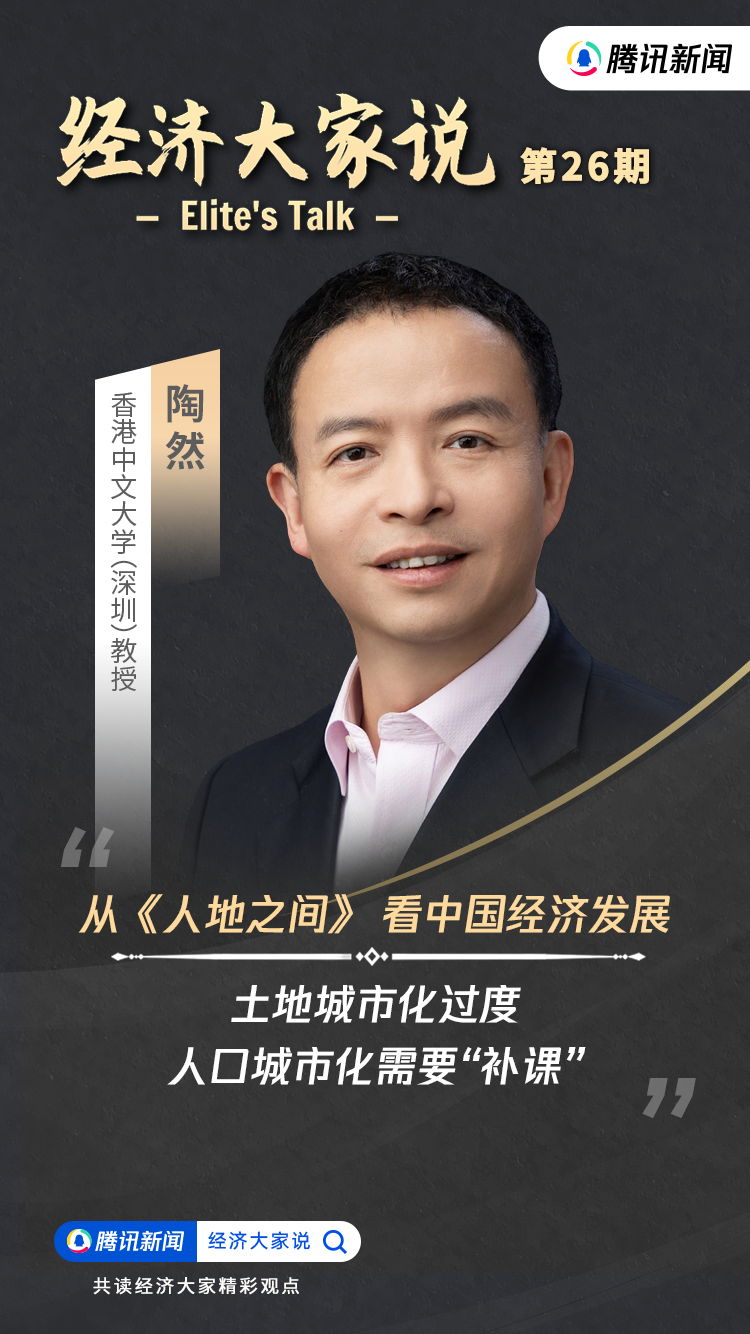 腾讯新闻
经济大家说 第26期
– Elite's Talk –
陶然
香港中文大学(深圳)教授
“
从《人地之间》 看中国经济发展
土地城市化过度
人口城市化需要“补课”
”
腾讯新闻 经济大家说
共读经济大家精彩观点